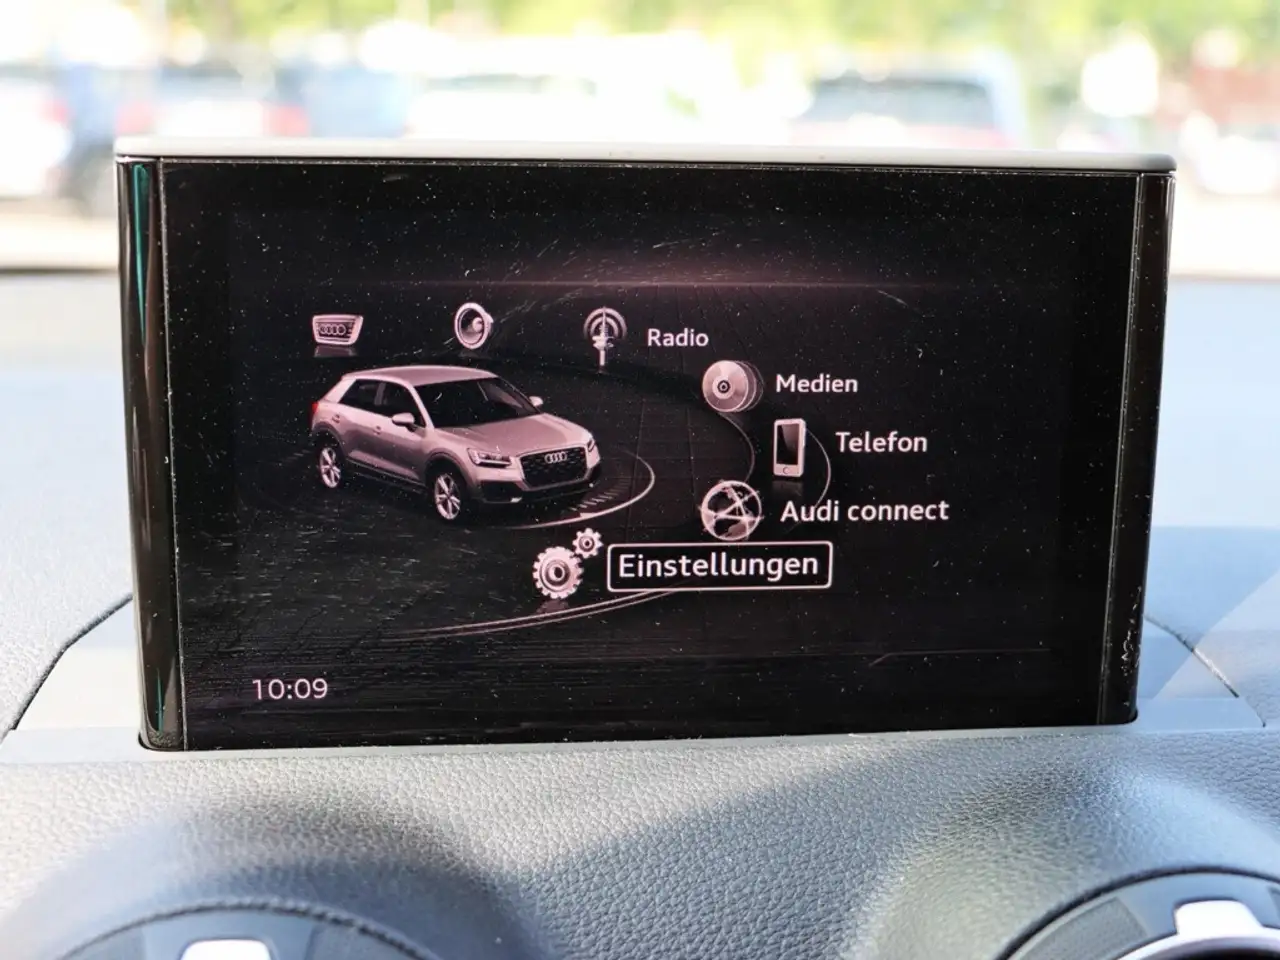 Radio
Medien
Telefon
Audi connect
Einstellungen
10:09